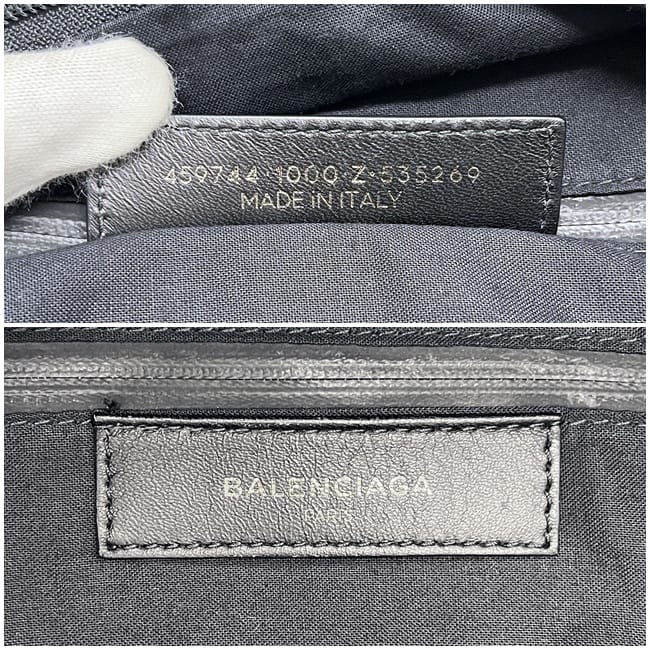 459744·1000·Z·535269
MADE IN ITALY
BALENCIAGA
PARIS